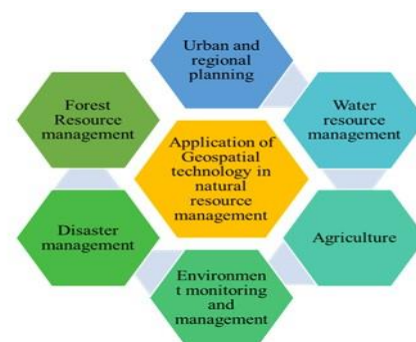 Urban and
regional
planning
Forest
Resource
management
Water
resource
management
Application of
Geospatial
technology in
natural
resource
management
Disaster
management
Agriculture
Environmen
t monitoring
and
management